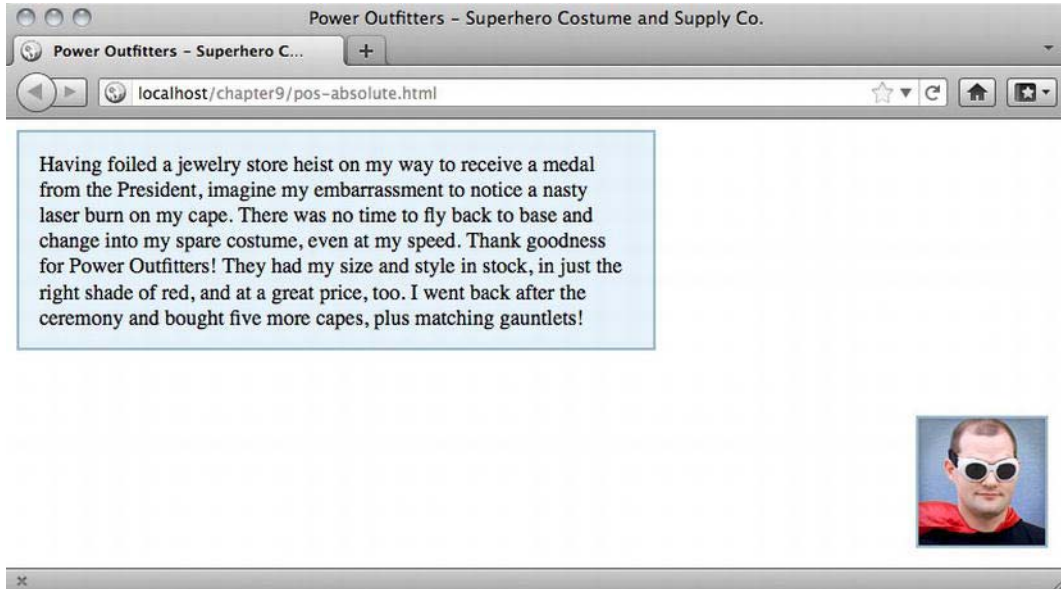 Power Outfitters – Superhero Costume and Supply Co.
Power Outfitters – Superhero C...
localhost/chapter9/pos-absolute.html
Having foiled a jewelry store heist on my way to receive a medal
from the President, imagine my embarrassment to notice a nasty
laser burn on my cape. There was no time to fly back to base and
change into my spare costume, even at my speed. Thank goodness
for Power Outfitters! They had my size and style in stock, in just the
right shade of red, and at a great price, too. I went back after the
ceremony and bought five more capes, plus matching gauntlets!